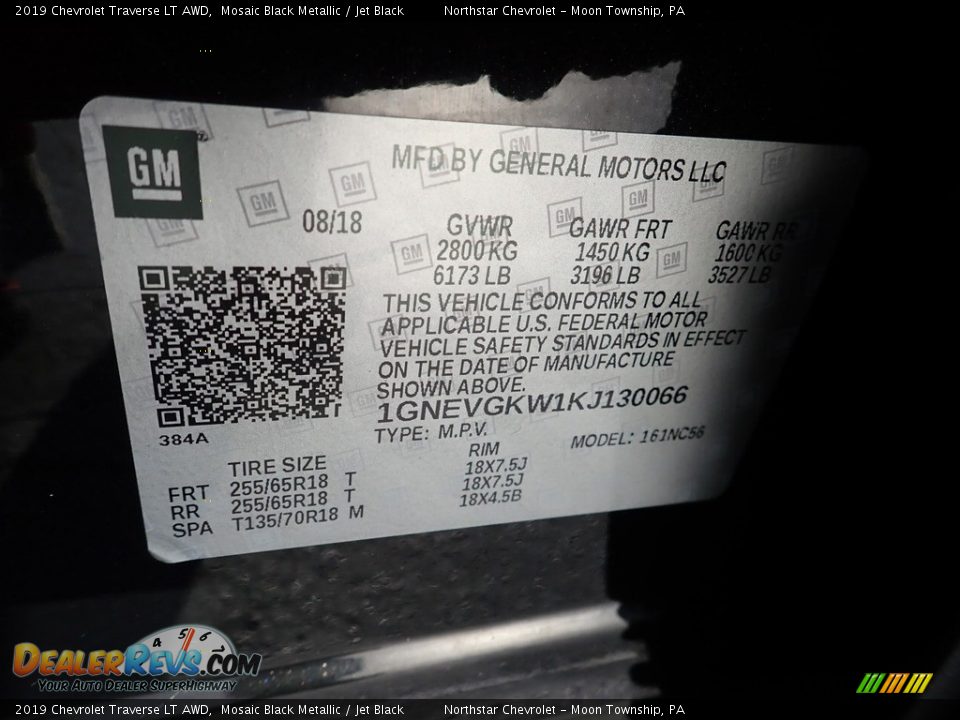 2019 Chevrolet Traverse LT AWD, Mosaic Black Metallic / Jet Black Northstar Chevrolet - Moon Township, PA
GM
MFD BY GENERAL MOTORS LLC
08/18 GVWR GAWR FRT GAWR RR
2800 KG 1450 KG 1600 KG
6173 LB 3196 LB 3527 LB
THIS VEHICLE CONFORMS TO ALL
APPLICABLE U.S. FEDERAL MOTOR
VEHICLE SAFETY STANDARDS IN EFFECT
ON THE DATE OF MANUFACTURE
SHOWN ABOVE.
1GNEVGKW1KJ130066
384A
TYPE: M.P.V. MODEL: 161NC56
TIRE SIZE RIM
FRT 255/65R18 T 18X7.5J
RR 255/65R18 T 18X7.5J
SPA T135/70R18 M 18X4.5B
4 5 6
DEALERREVS.COM
YOUR AUTO DEALER SUPERHIGHWAY
2019 Chevrolet Traverse LT AWD, Mosaic Black Metallic / Jet Black Northstar Chevrolet - Moon Township, PA